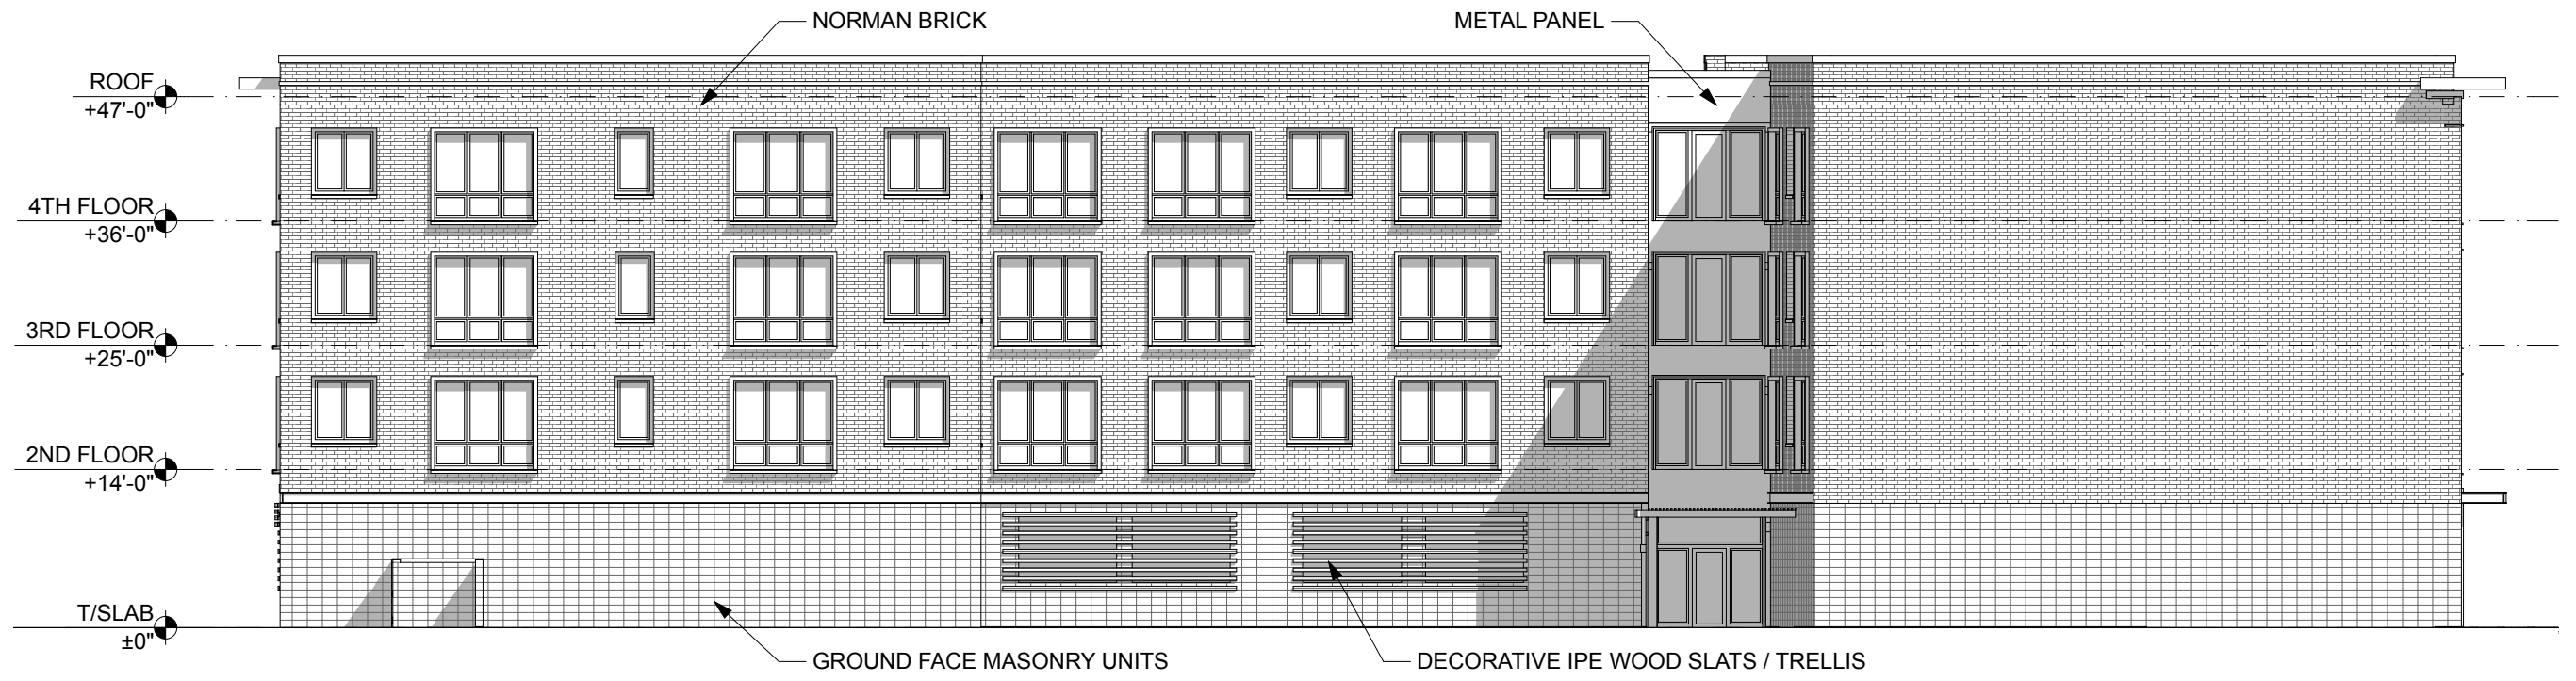 NORMAN BRICK
METAL PANEL
ROOF
+47'-0"
4TH FLOOR
+36'-0"
3RD FLOOR
+25'-0"
2ND FLOOR
+14'-0"
T/SLAB
±0"
GROUND FACE MASONRY UNITS
DECORATIVE IPE WOOD SLATS / TRELLIS